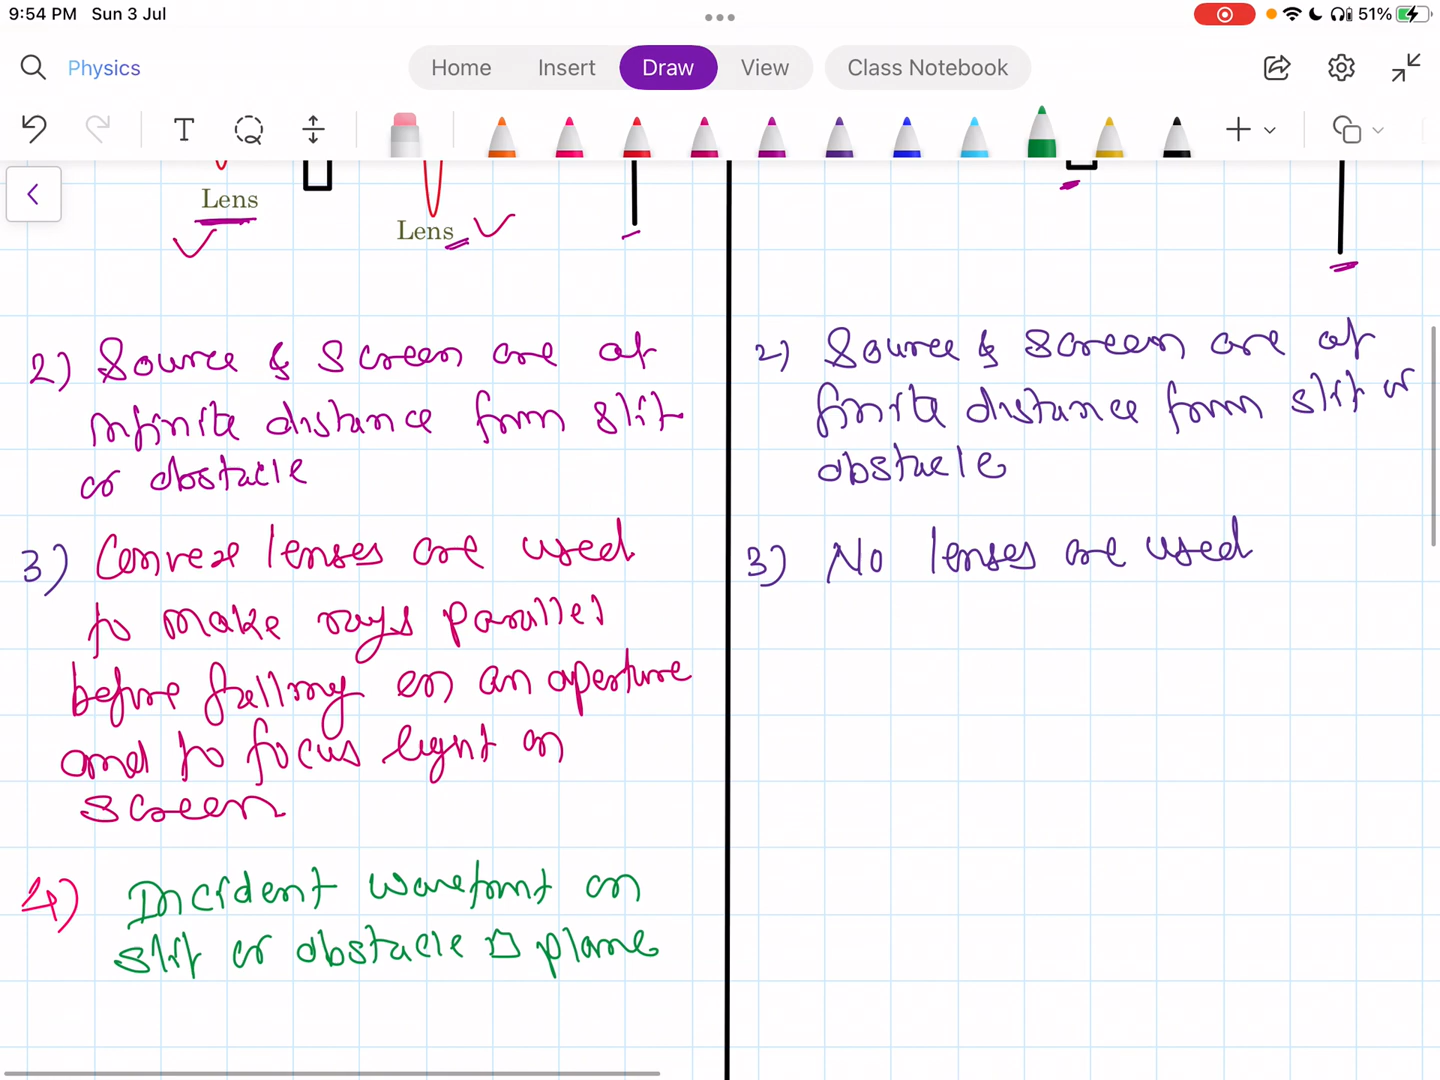 9:54 PM Sun 3 Jul
51%
Physics
Home
Insert
Draw
View
Class Notebook
T
Lens
Lens
2) Source & Screen are at
infinite distance from slit
or obstacle
3) Convex lenses are used
to make rays parallel
before falling on an aperture
and to focus light on
screen
4) Incident wavefront on
slit or obstacle is plane
2) Source & Screen are at
finite distance from slit or
obstacle
3) No lenses are used